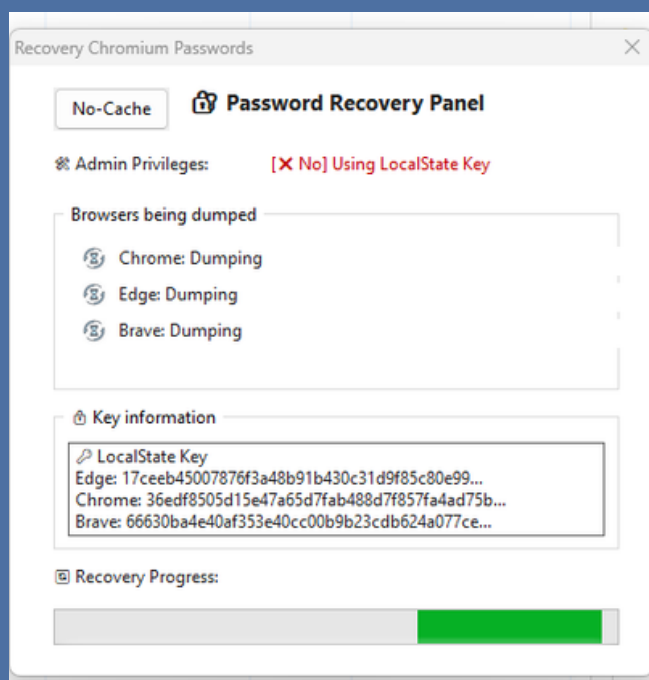 Recovery Chromium Passwords
No-Cache
Password Recovery Panel
Admin Privileges: [❌ No] Using LocalState Key
Browsers being dumped
Chrome: Dumping
Edge: Dumping
Brave: Dumping
Key information
LocalState Key
Edge: 17ceeb45007876f3a48b91b430c31d9f85c80e99...
Chrome: 36edf8505d15e47a65d7fab488d7f857fa4ad75b...
Brave: 66630ba4e40af353e40cc00b9b23cdb624a077ce...
Recovery Progress: